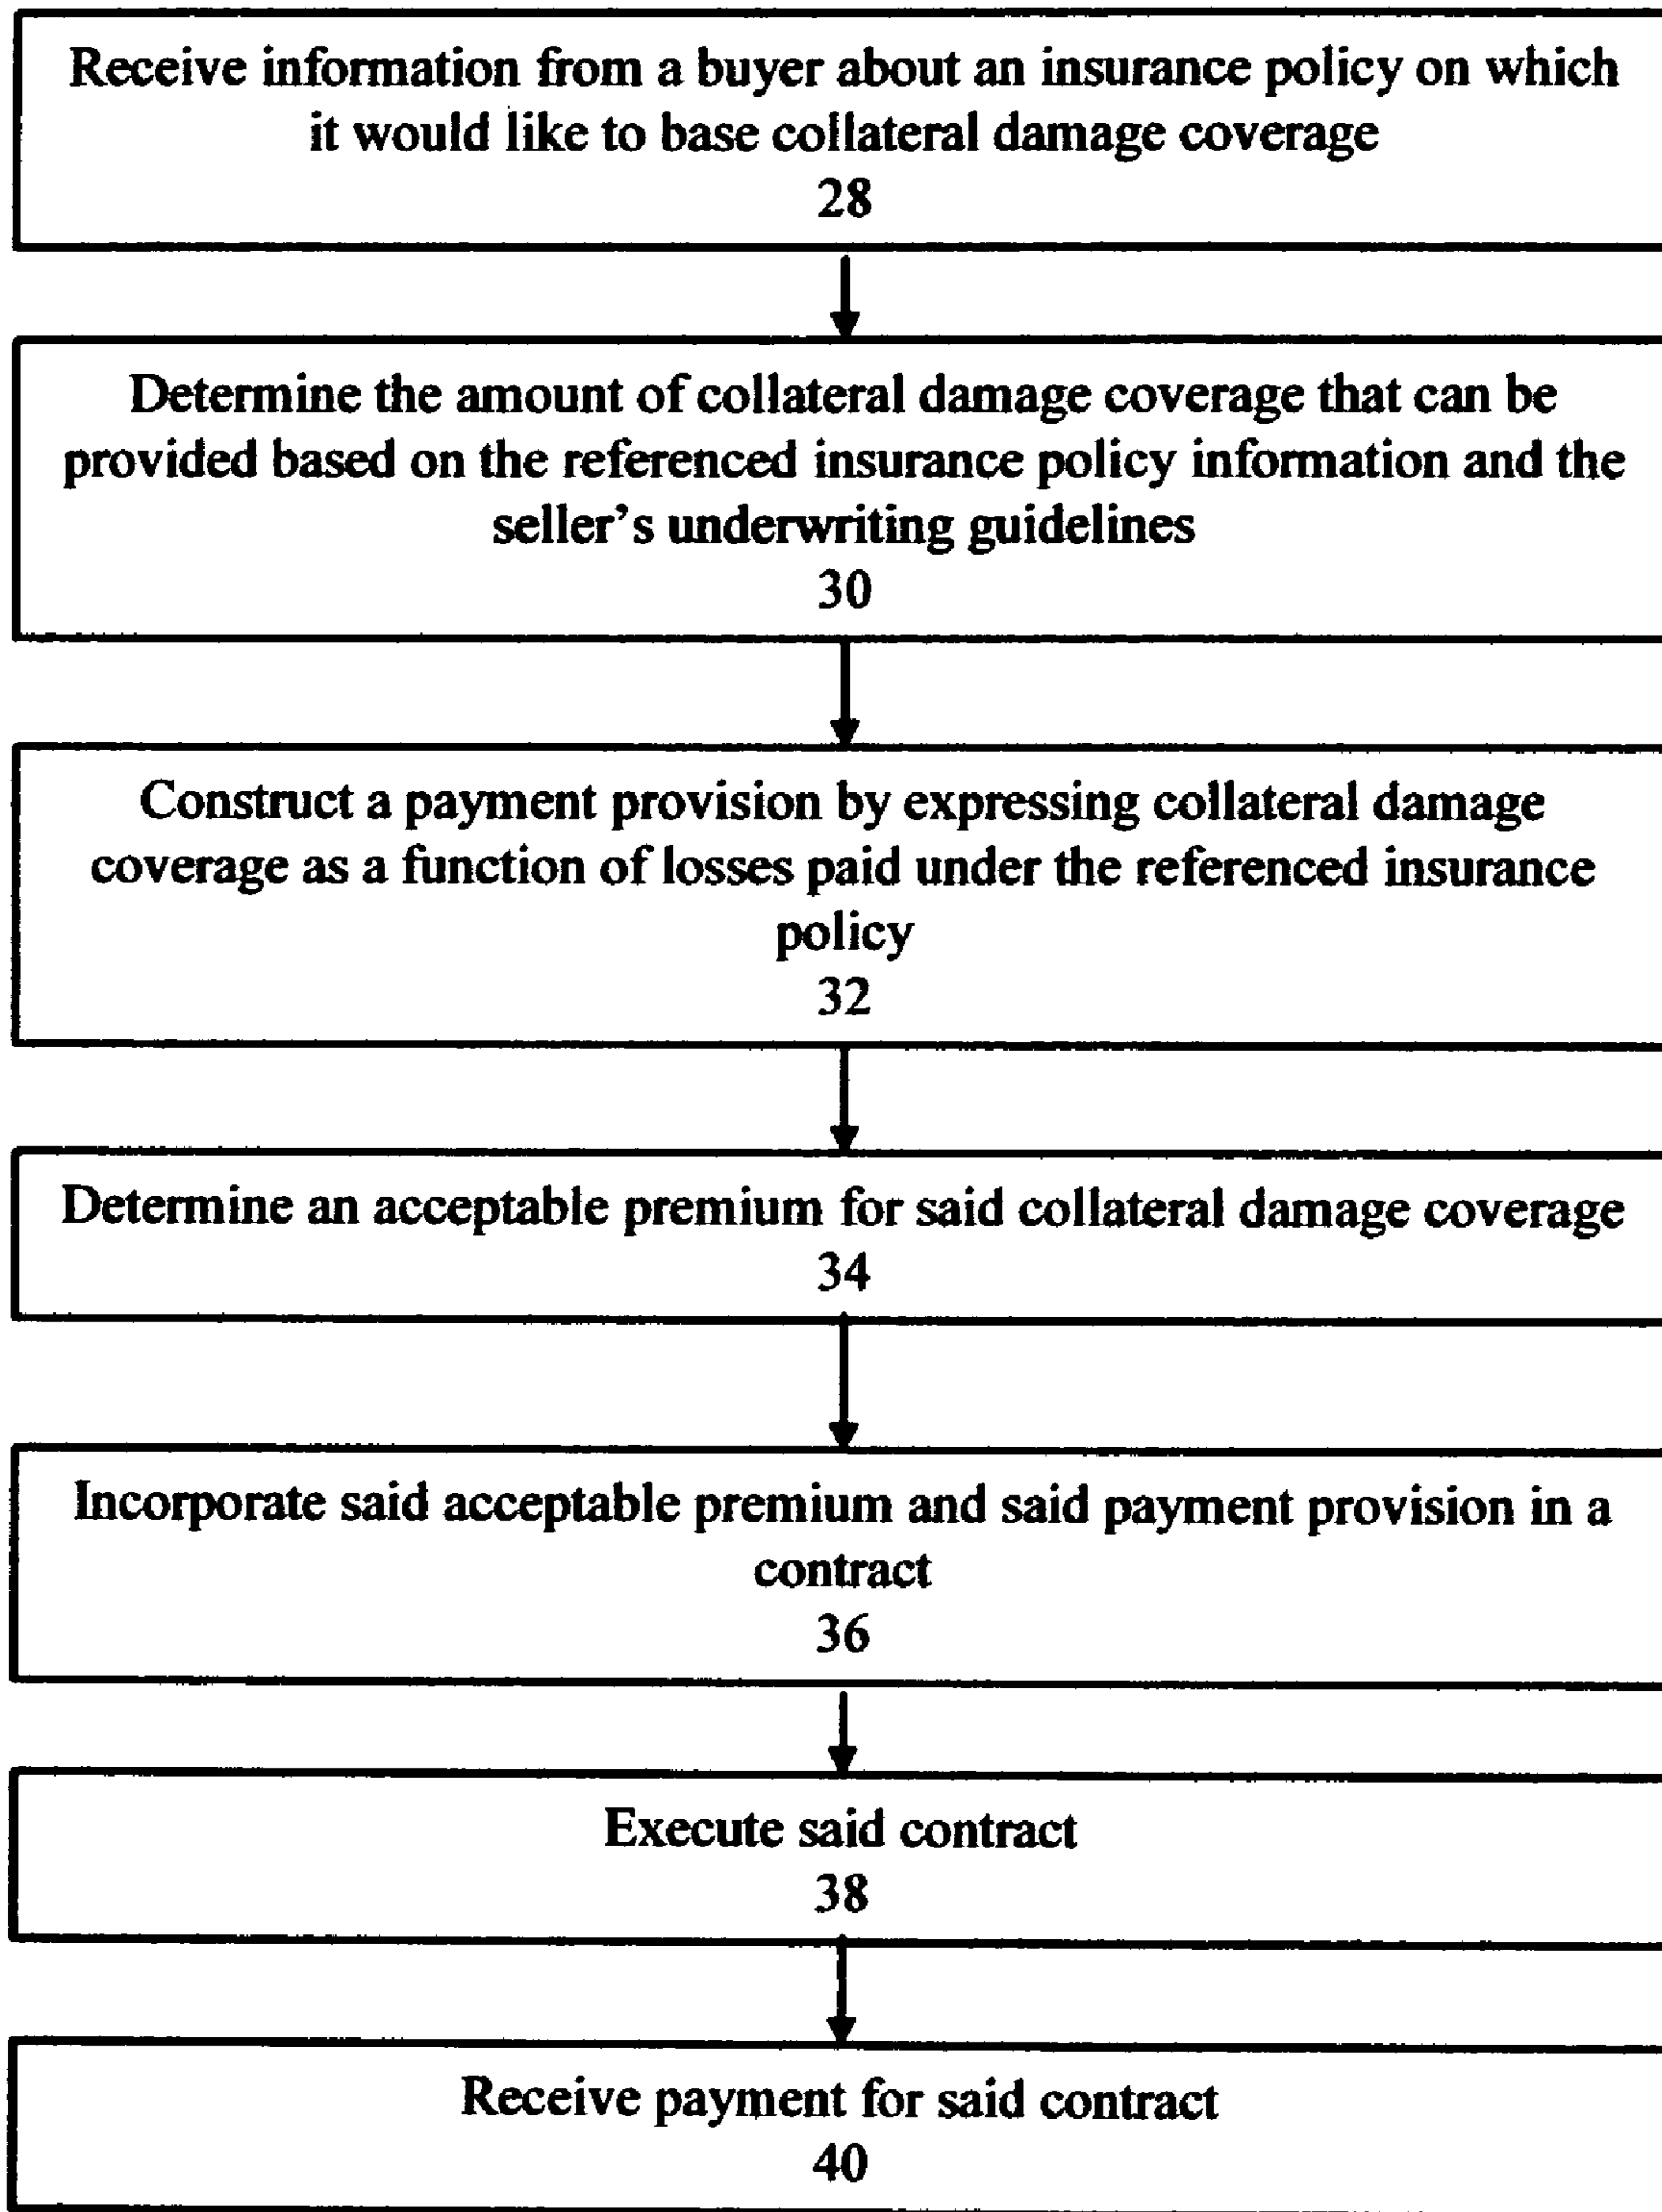 Receive information from a buyer about an insurance policy on which
it would like to base collateral damage coverage
28
Determine the amount of collateral damage coverage that can be
provided based on the referenced insurance policy information and the
seller's underwriting guidelines
30
Construct a payment provision by expressing collateral damage
coverage as a function of losses paid under the referenced insurance
policy
32
Determine an acceptable premium for said collateral damage coverage
34
Incorporate said acceptable premium and said payment provision in a
contract
36
Execute said contract
38
Receive payment for said contract
40